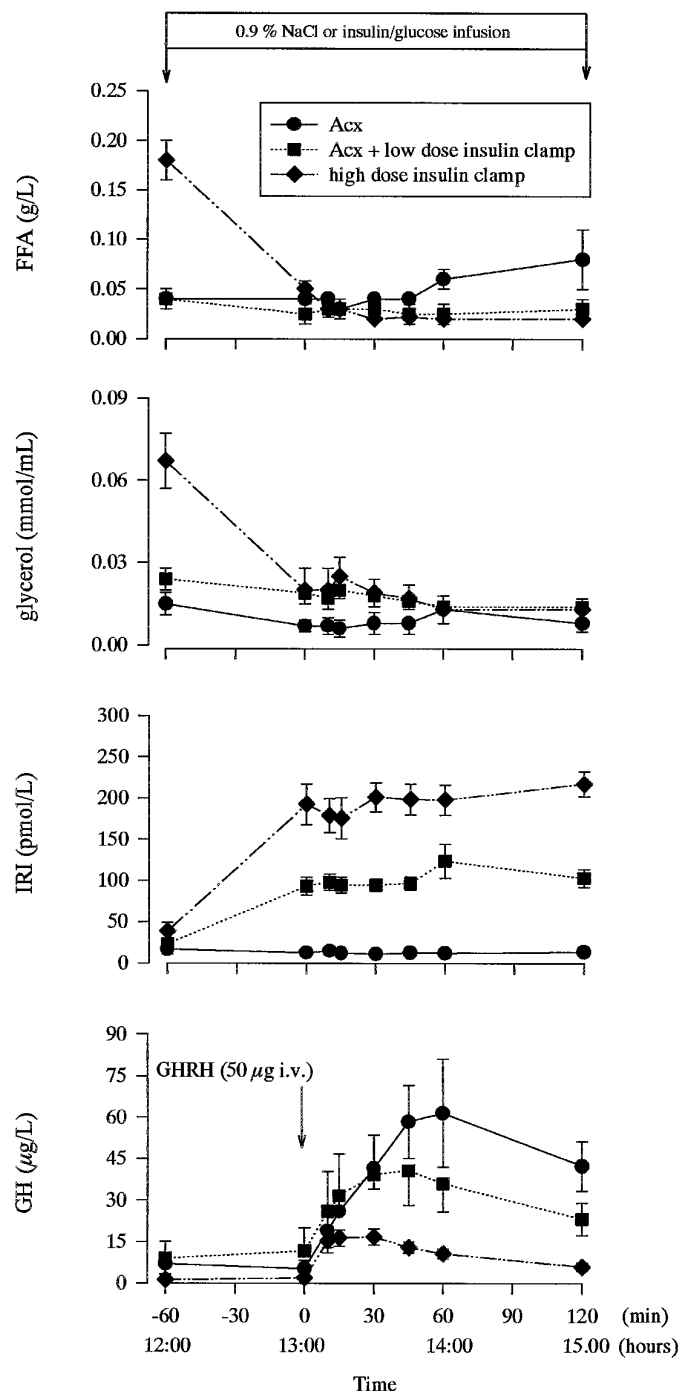 0.9 % NaCl or insulin/glucose infusion
Acx
Acx + low dose insulin clamp
high dose insulin clamp
FFA (g/L)
0.25
0.20
0.15
0.10
0.05
0.00
glycerol (mmol/mL)
0.09
0.06
0.03
0.00
IRI (pmol/L)
300
250
200
150
100
50
0
GH (µg/L)
90
75
60
45
30
15
0
GHRH (50 µg i.v.)
-60 -30 0 30 60 90 120 (min)
12:00 13:00 14:00 15.00 (hours)
Time